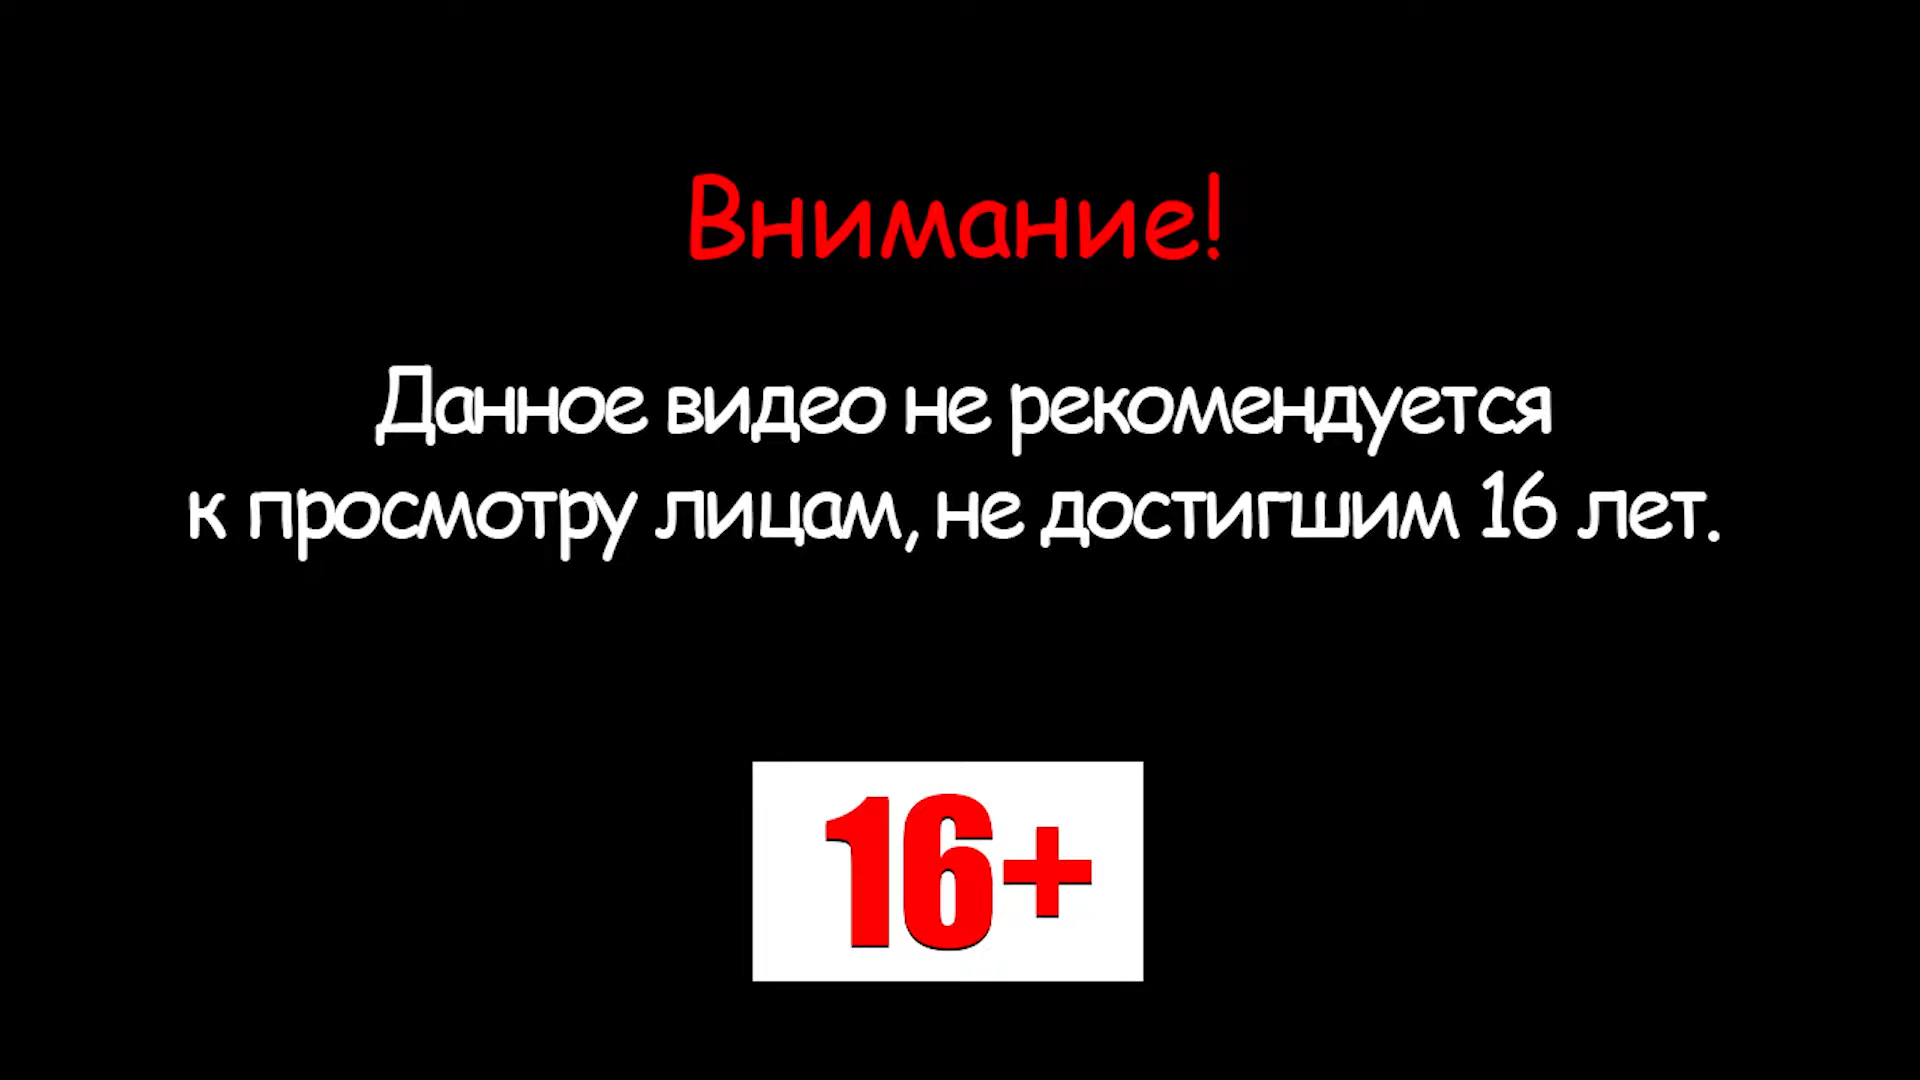 Внимание!
Данное видео не рекомендуется
к просмотру лицам, не достигшим 16 лет.
16+